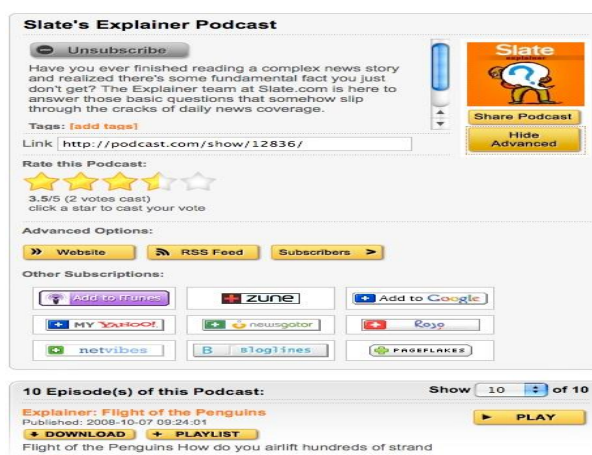 Slate's Explainer Podcast
Unsubscribe
Have you ever finished reading a complex news story
and realized there's some fundamental fact you just
don't get? The Explainer team at Slate.com is here to
answer those basic questions that somehow slip
through the cracks of daily news coverage.
Tags: [add tags]
Link http://podcast.com/show/12836/
Slate
explainer
Share Podcast
Hide
Advanced
Rate this Podcast:
3.5/5 (2 votes cast)
click a star to cast your vote
Advanced Options:
Website RSS Feed Subscribers >
Other Subscriptions:
Add to iTunes zune Add to Google
MY YAHOO! newsgator Rojo
netvibes B Bloglines PAGEFLAKES
10 Episode(s) of this Podcast: Show 10 of 10
Explainer: Flight of the Penguins
Published: 2008-10-07 09:24:01
DOWNLOAD + PLAYLIST
PLAY
Flight of the Penguins How do you airlift hundreds of strand